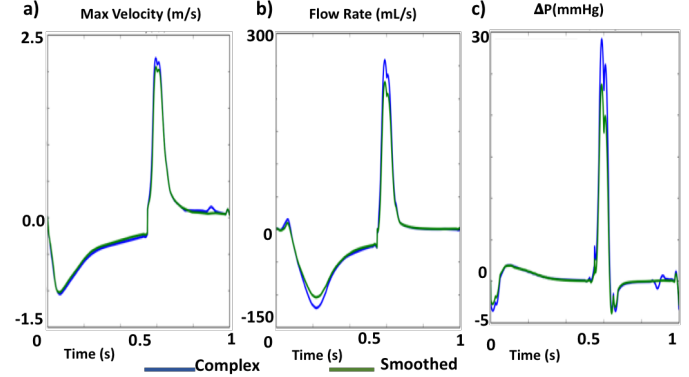 a) Max Velocity (m/s) b) Flow Rate (mL/s) c) ΔP(mmHg)
2.5 300 30
0.0 0 0
-1.5 -150 -5
0 0.5 1 0 0.5 1 0 0.5 1
Time (s) Time (s) Time (s)
Complex Smoothed